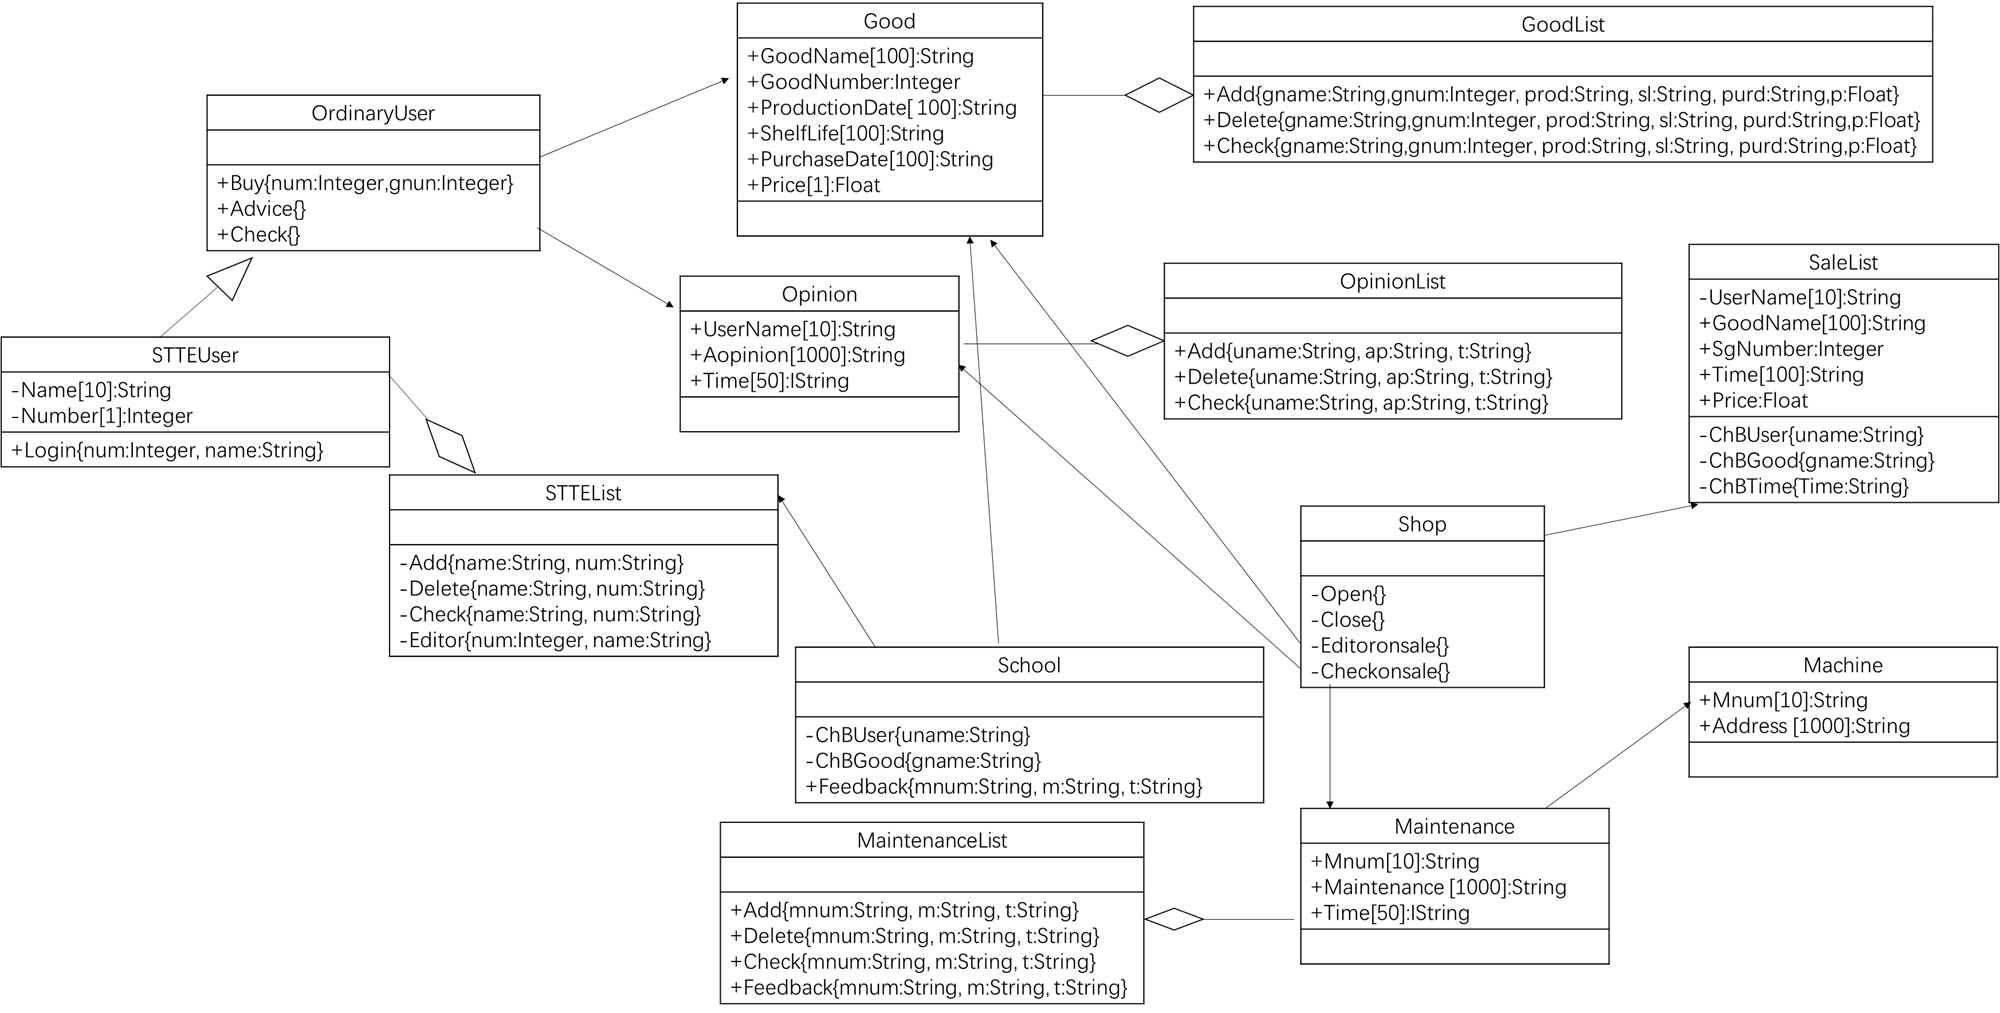 Good
+GoodName[100]:String
+GoodNumber:Integer
+ProductionDate[ 100]:String
+ShelfLife[100]:String
+PurchaseDate[100]:String
+Price[1]:Float
GoodList
+Add{gname:String,gnum:Integer, prod:String, sl:String, purd:String,p:Float}
+Delete{gname:String,gnum:Integer, prod:String, sl:String, purd:String,p:Float}
+Check{gname:String,gnum:Integer, prod:String, sl:String, purd:String,p:Float}
OrdinaryUser
+Buy{num:Integer,gnun:Integer}
+Advice{}
+Check{}
Opinion
+UserName[10]:String
+Aopinion[1000]:String
+Time[50]:IString
OpinionList
+Add{uname:String, ap:String, t:String}
+Delete{uname:String, ap:String, t:String}
+Check{uname:String, ap:String, t:String}
SaleList
-UserName[10]:String
+GoodName[100]:String
+SgNumber:Integer
+Time[100]:String
+Price:Float
-ChBUser{uname:String}
-ChBGood{gname:String}
-ChBTime{Time:String}
STTEUser
-Name[10]:String
-Number[1]:Integer
+Login{num:Integer, name:String}
STTEList
-Add{name:String, num:String}
-Delete{name:String, num:String}
-Check{name:String, num:String}
-Editor{num:Integer, name:String}
Shop
-Open{}
-Close{}
-Editoronsale{}
-Checkonsale{}
School
-ChBUser{uname:String}
-ChBGood{gname:String}
+Feedback{mnum:String, m:String, t:String}
Machine
+Mnum[10]:String
+Address [1000]:String
MaintenanceList
+Add{mnum:String, m:String, t:String}
+Delete{mnum:String, m:String, t:String}
+Check{mnum:String, m:String, t:String}
+Feedback{mnum:String, m:String, t:String}
Maintenance
+Mnum[10]:String
+Maintenance [1000]:String
+Time[50]:IString